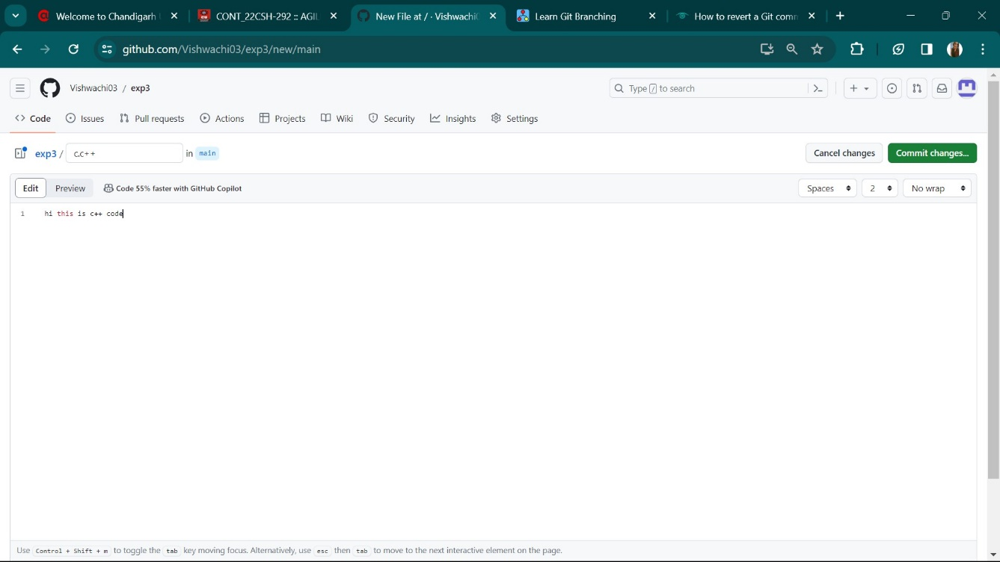 Welcome to Chandigarh
CONT_22CSH-292 :: AGIL
New File at / · Vishwachi
Learn Git Branching
How to revert a Git comm
github.com/Vishwachi03/exp3/new/main
Vishwachi03 / exp3
Type / to search
Code Issues Pull requests Actions Projects Wiki Security Insights Settings
exp3 / c.c++ in main
Cancel changes Commit changes...
Edit Preview Code 55% faster with GitHub Copilot
Spaces 2 No wrap
1 hi this is c++ code
Use Control + Shift + m to toggle the tab key moving focus. Alternatively, use esc then tab to move to the next interactive element on the page.